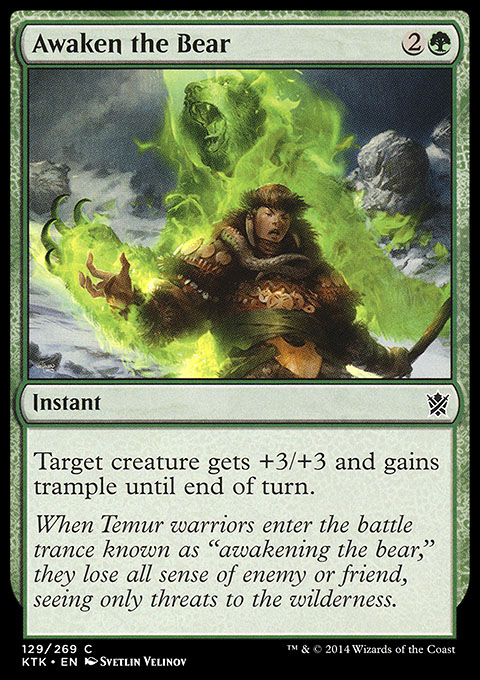 Awaken the Bear 2
Instant
Target creature gets +3/+3 and gains
trample until end of turn.
When Temur warriors enter the battle
trance known as “awakening the bear,”
they lose all sense of enemy or friend,
seeing only threats to the wilderness.
129/269 C
KTK • EN Svetlin Velinov
™ & © 2014 Wizards of the Coast